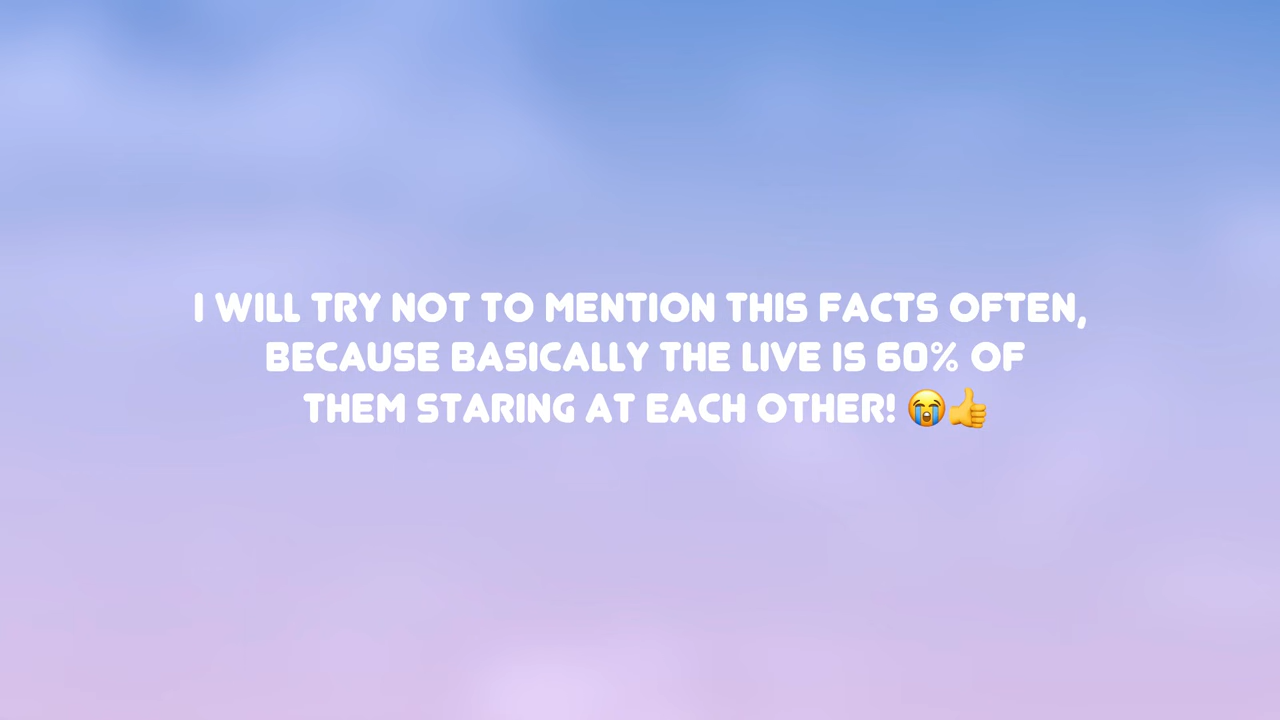 I WILL TRY NOT TO MENTION THIS FACTS OFTEN,
BECAUSE BASICALLY THE LIVE IS 60% OF
THEM STARING AT EACH OTHER! 😭👍